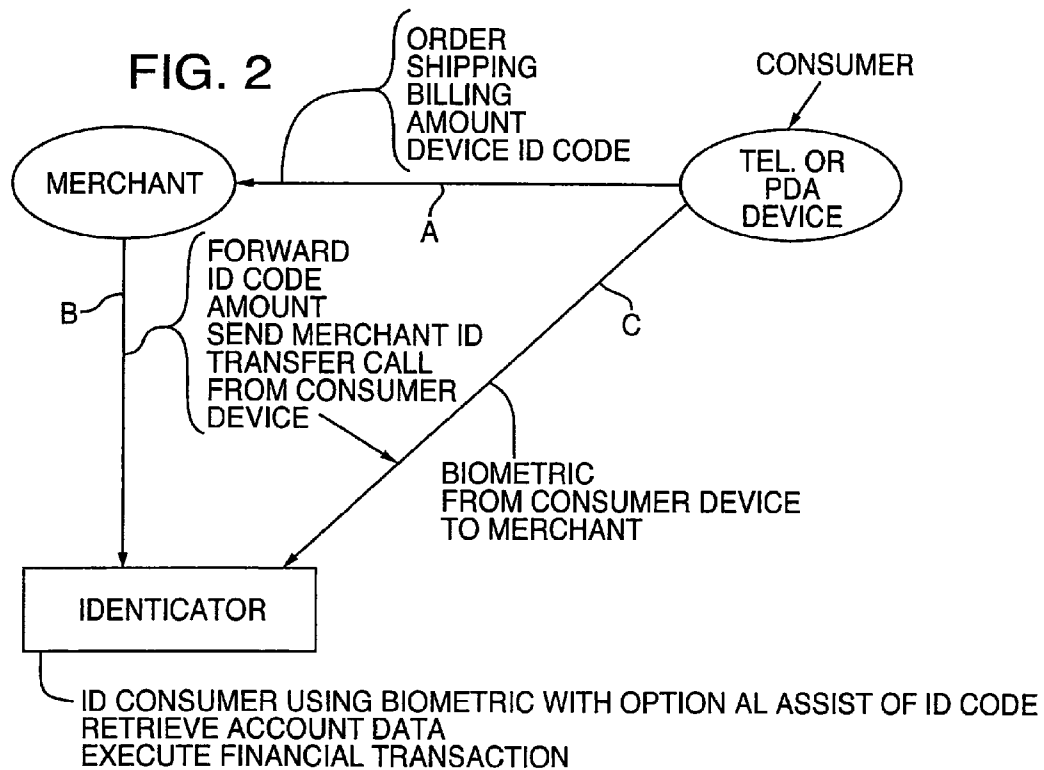 FIG. 2
ORDER
SHIPPING
BILLING
AMOUNT
DEVICE ID CODE
CONSUMER
MERCHANT
TEL. OR
PDA
DEVICE
A
B
FORWARD
ID CODE
AMOUNT
SEND MERCHANT ID
TRANSFER CALL
FROM CONSUMER
DEVICE
C
BIOMETRIC
FROM CONSUMER DEVICE
TO MERCHANT
IDENTICATOR
ID CONSUMER USING BIOMETRIC WITH OPTION AL ASSIST OF ID CODE
RETRIEVE ACCOUNT DATA
EXECUTE FINANCIAL TRANSACTION